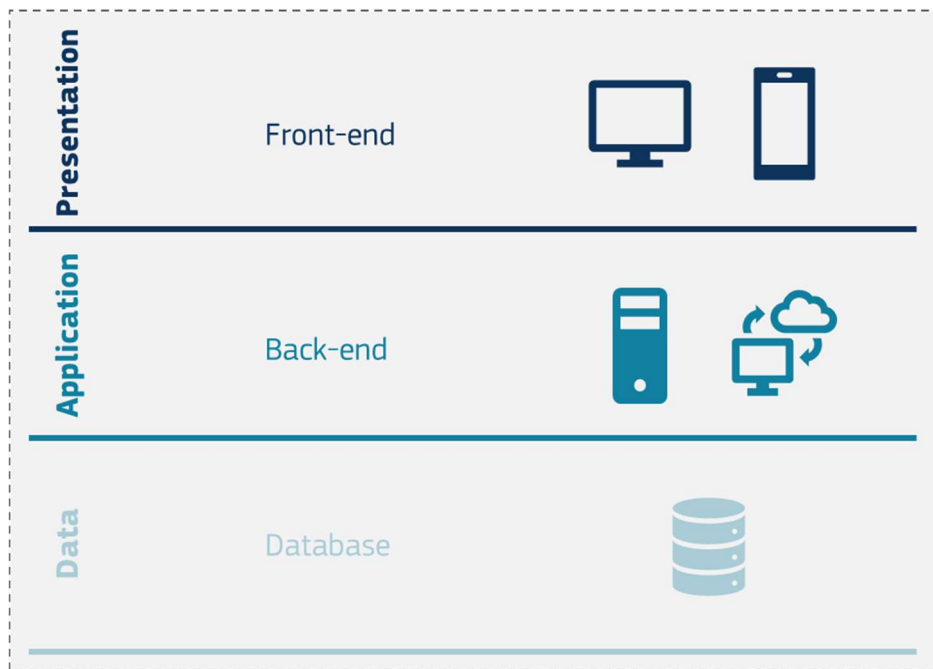 Presentation
Front-end
Application
Back-end
Data
Database